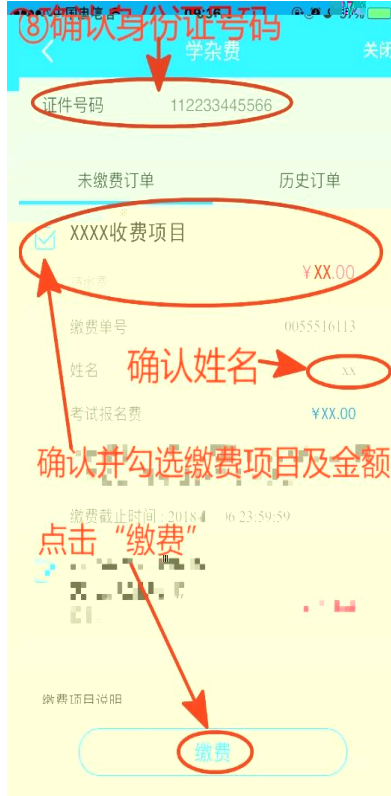 ⑧确认身份证号码
学杂费 关闭
证件号码 112233445566
未缴费订单 历史订单
XXXX收费项目
¥XX.00
缴费单号 0055516113
姓名 确认姓名 XX
考试报名费 ¥XX.00
确认并勾选缴费项目及金额
缴费截止时间：2018 06 23:59:59
点击“缴费”
缴费项目说明
缴费